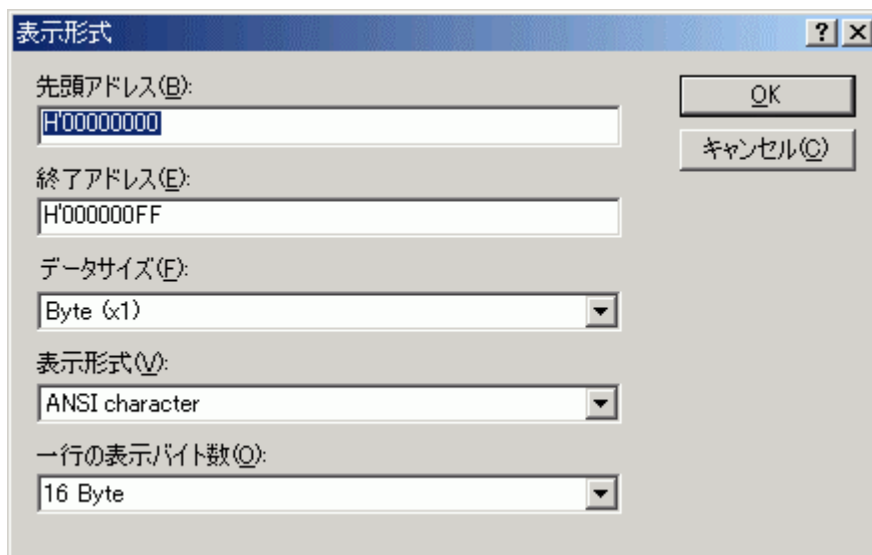 表示形式
先頭アドレス(B):
H'00000000
OK
キャンセル(C)
終了アドレス(E):
H'000000FF
データサイズ(F):
Byte (x1)
表示形式(V):
ANSI character
一行の表示バイト数(O):
16 Byte